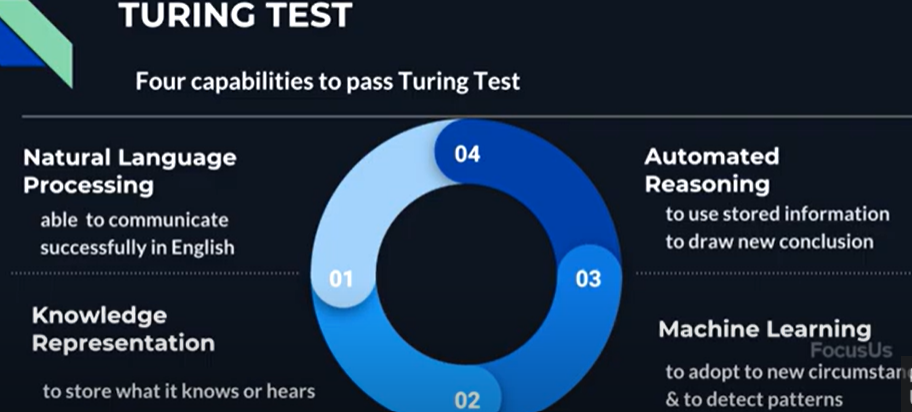 TURING TEST
Four capabilities to pass Turing Test
Natural Language
Processing
able to communicate
successfully in English
Knowledge
Representation
to store what it knows or hears
04
01
03
02
Automated
Reasoning
to use stored information
to draw new conclusion
Machine Learning
FocusUs
to adopt to new
& to detect patterns